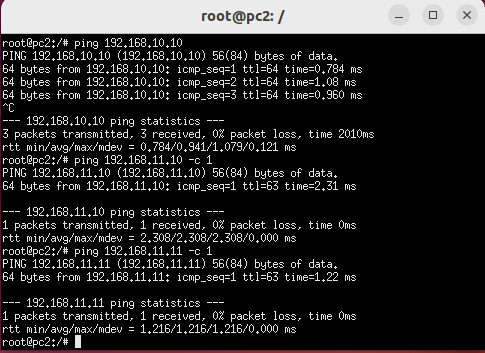 root@pc2: /
root@pc2:/# ping 192.168.10.10
PING 192.168.10.10 (192.168.10.10) 56(84) bytes of data.
64 bytes from 192.168.10.10: icmp_seq=1 ttl=64 time=0.784 ms
64 bytes from 192.168.10.10: icmp_seq=2 ttl=64 time=1.08 ms
64 bytes from 192.168.10.10: icmp_seq=3 ttl=64 time=0.960 ms
^C
--- 192.168.10.10 ping statistics ---
3 packets transmitted, 3 received, 0% packet loss, time 2010ms
rtt min/avg/max/mdev = 0.784/0.941/1.079/0.121 ms
root@pc2:/# ping 192.168.11.10 -c 1
PING 192.168.11.10 (192.168.11.10) 56(84) bytes of data.
64 bytes from 192.168.11.10: icmp_seq=1 ttl=63 time=2.31 ms

--- 192.168.11.10 ping statistics ---
1 packets transmitted, 1 received, 0% packet loss, time 0ms
rtt min/avg/max/mdev = 2.308/2.308/2.308/0.000 ms
root@pc2:/# ping 192.168.11.11 -c 1
PING 192.168.11.11 (192.168.11.11) 56(84) bytes of data.
64 bytes from 192.168.11.11: icmp_seq=1 ttl=63 time=1.22 ms

--- 192.168.11.11 ping statistics ---
1 packets transmitted, 1 received, 0% packet loss, time 0ms
rtt min/avg/max/mdev = 1.216/1.216/1.216/0.000 ms
root@pc2:/#